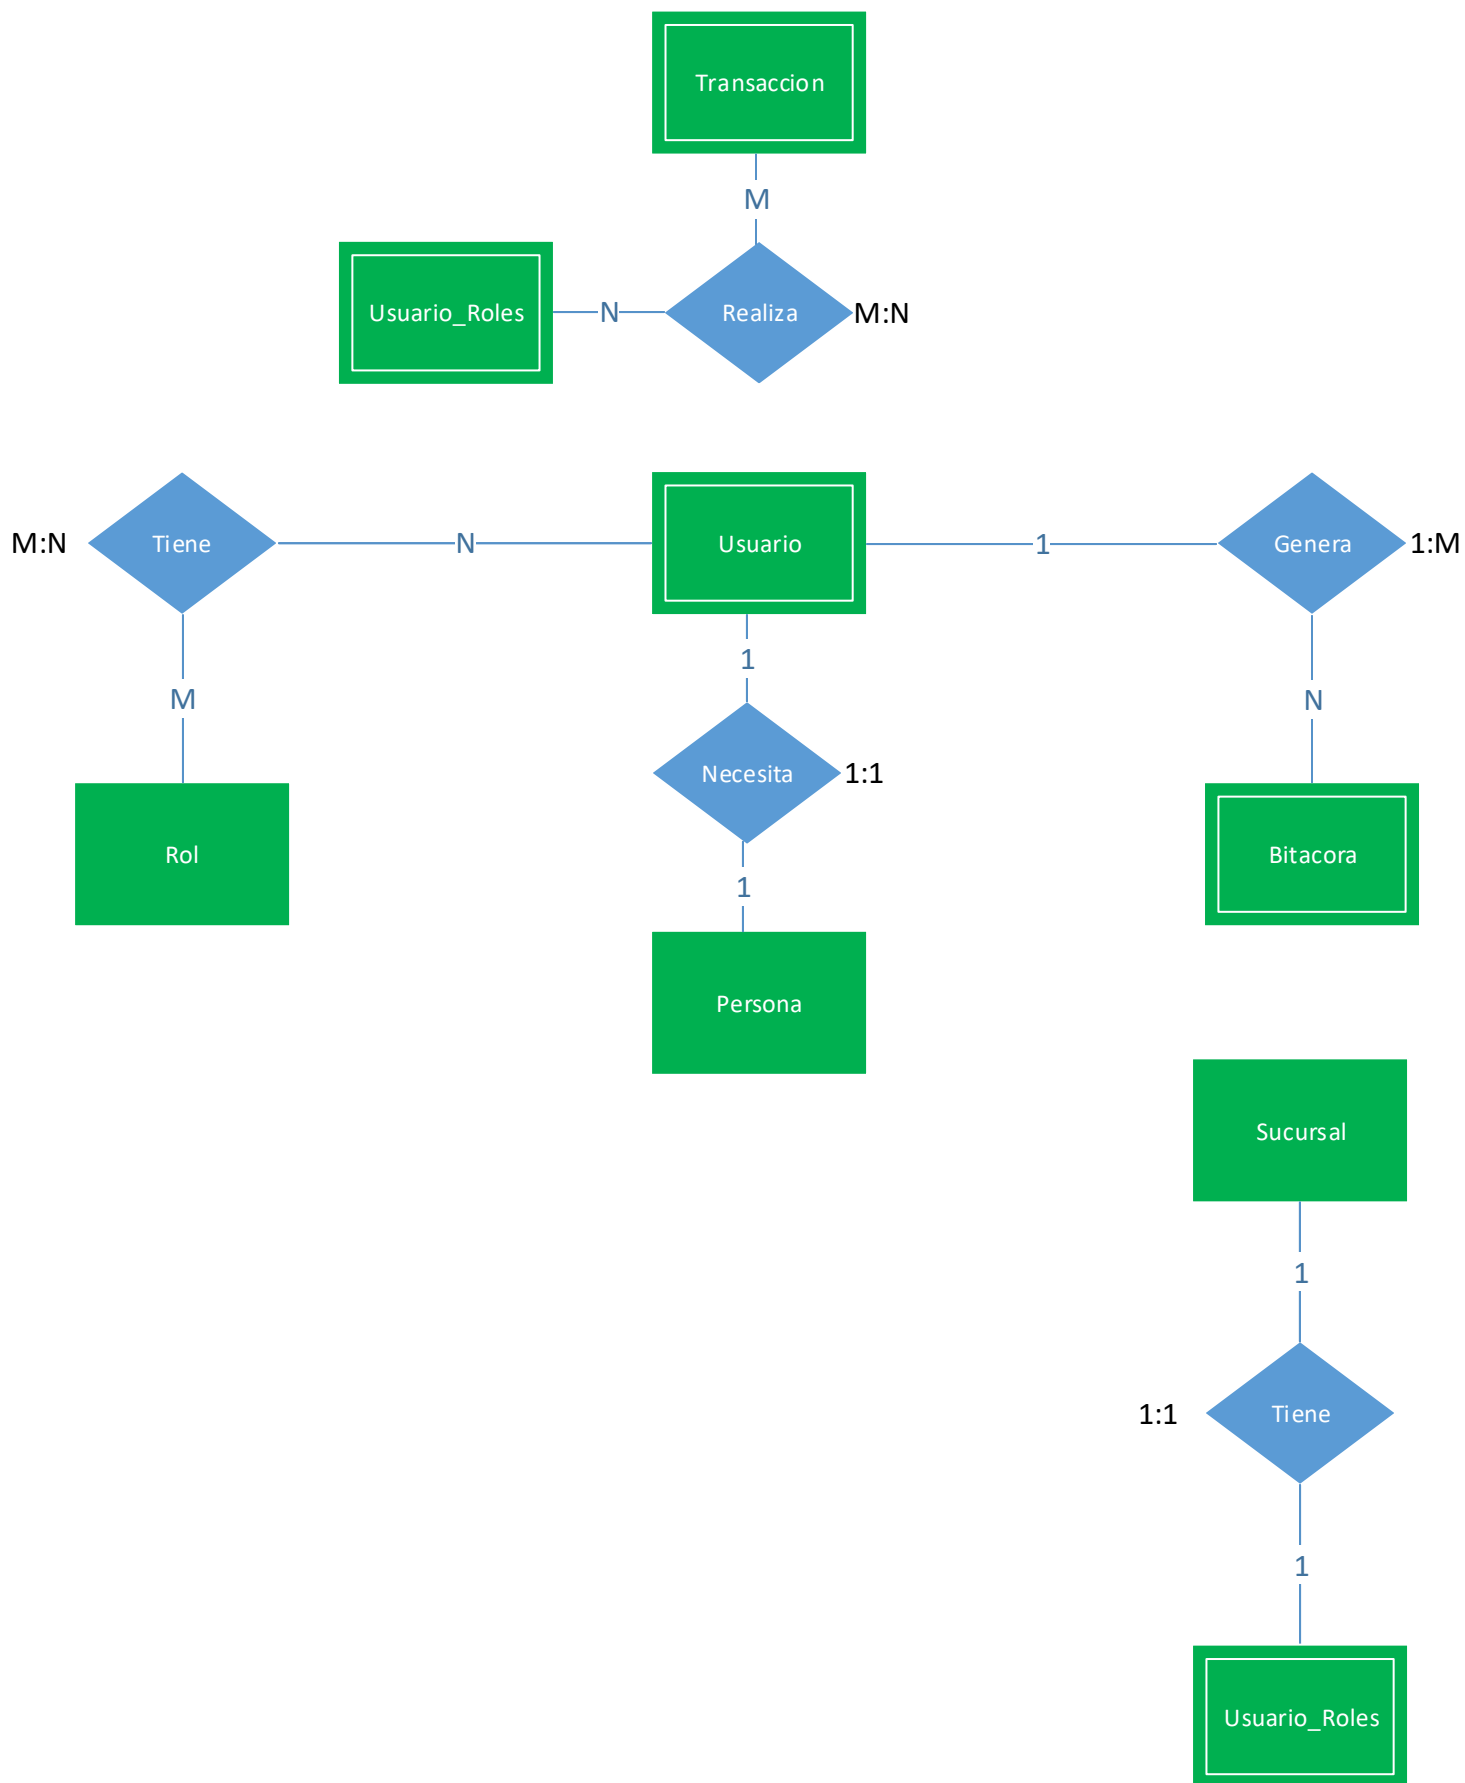 Transaccion
M
Usuario_Roles
N
Realiza
M:N
M:N
Tiene
N
Usuario
1
Genera
1:M
1
M
N
Necesita
1:1
Rol
1
Bitacora
Persona
Sucursal
1
1:1
Tiene
1
Usuario_Roles